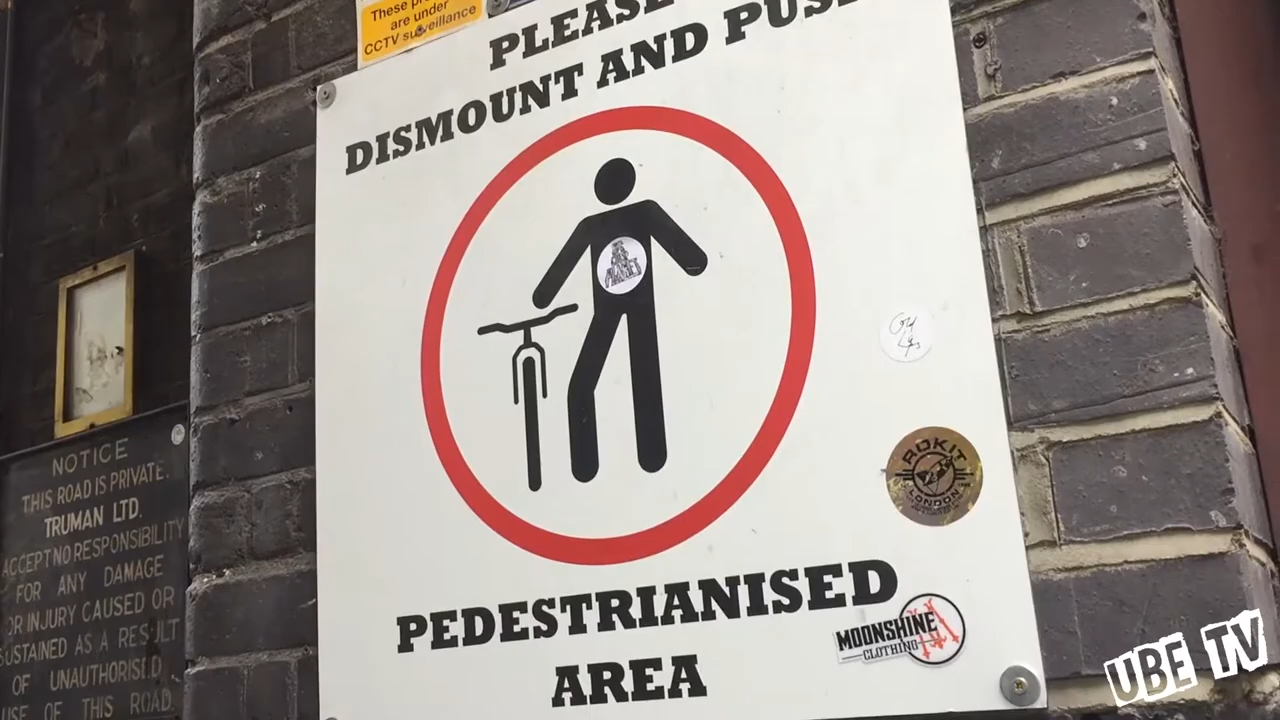 These
are under
CCTV surveillance
PLEASE
DISMOUNT AND PUSH
PEDESTRIANISED
AREA
ROKIT
LONDON
MOONSHINE
CLOTHING
NOTICE
THIS ROAD IS PRIVATE.
TRUMAN LTD.
ACCEPT NO RESPONSIBILITY
FOR ANY DAMAGE
OR INJURY CAUSED OR
SUSTAINED AS A RESULT
OF UNAUTHORISED
USE OF THIS ROAD.
UBE TV